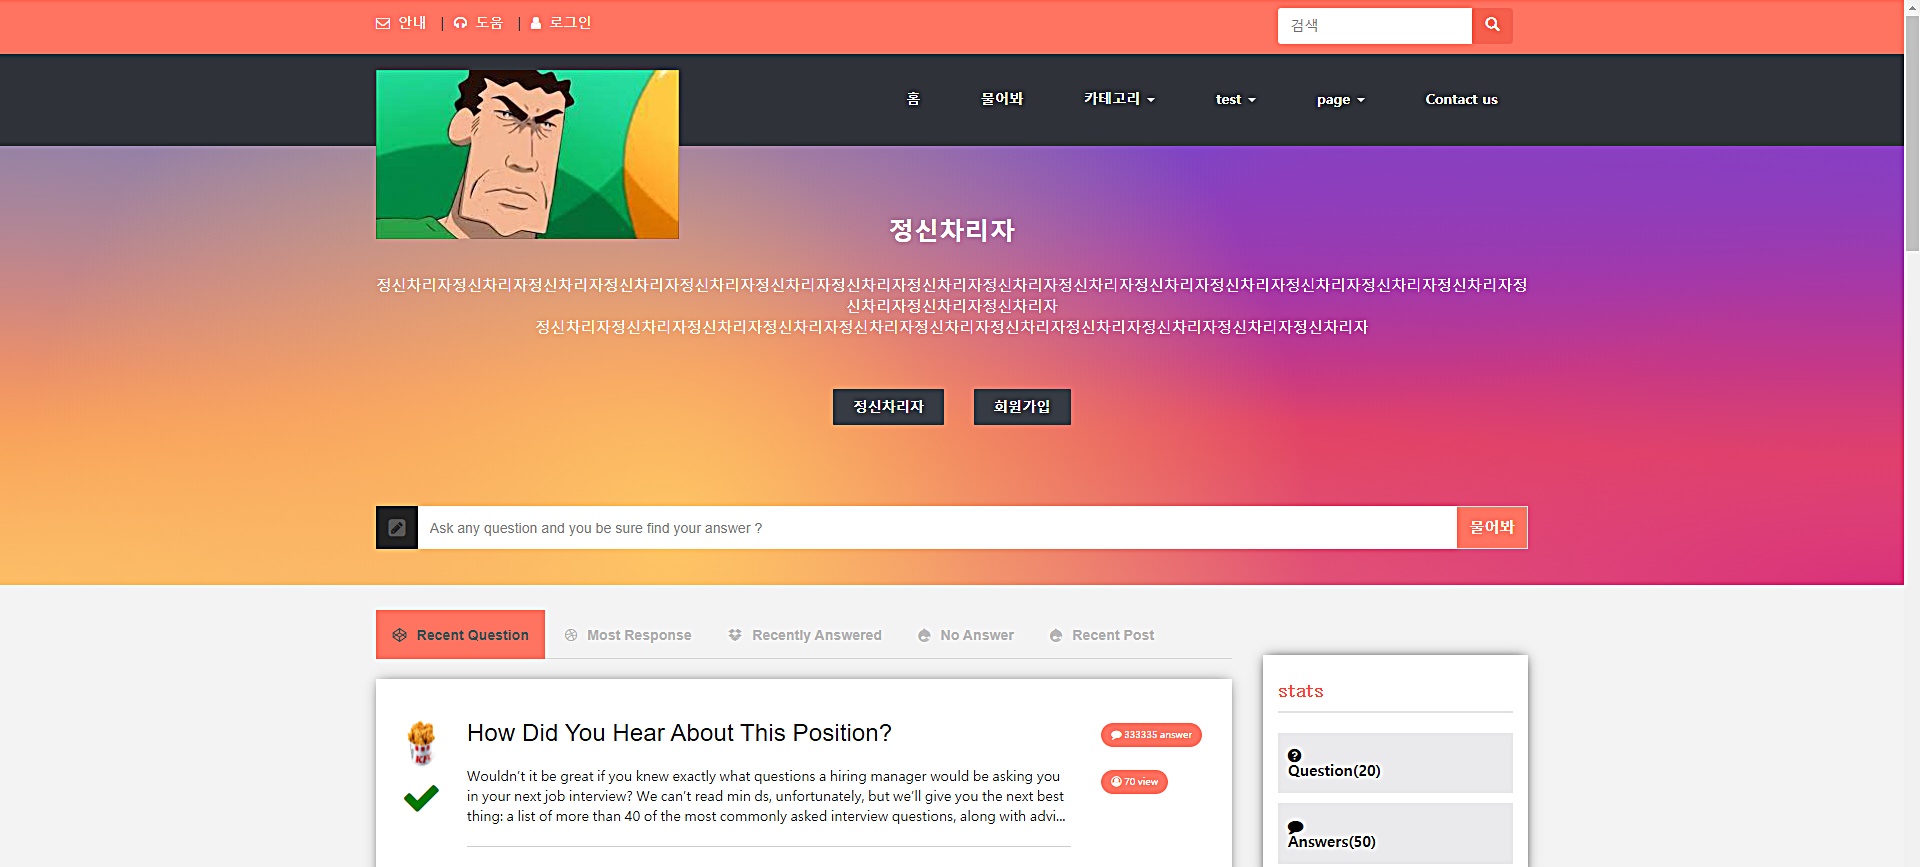 안내 | 도움 | 로그인
검색
홈 물어봐 카테고리 test page Contact us
정신차리자
정신차리자정신차리자정신차리자정신차리자정신차리자정신차리자정신차리자정신차리자정신차리자정신차리자정신차리자정신차리자정신차리자정신차리자정신차리자정
신차리자정신차리자정신차리자
정신차리자정신차리자정신차리자정신차리자정신차리자정신차리자정신차리자정신차리자정신차리자정신차리자정신차리자
정신차리자 회원가입
Ask any question and you be sure find your answer ? 물어봐
Recent Question Most Response Recently Answered No Answer Recent Post
How Did You Hear About This Position?
333335 answer
70 view
Wouldn't it be great if you knew exactly what questions a hiring manager would be asking you
in your next job interview? We can't read min ds, unfortunately, but we'll give you the next best
thing: a list of more than 40 of the most commonly asked interview questions, along with advi...
stats
Question(20)
Answers(50)